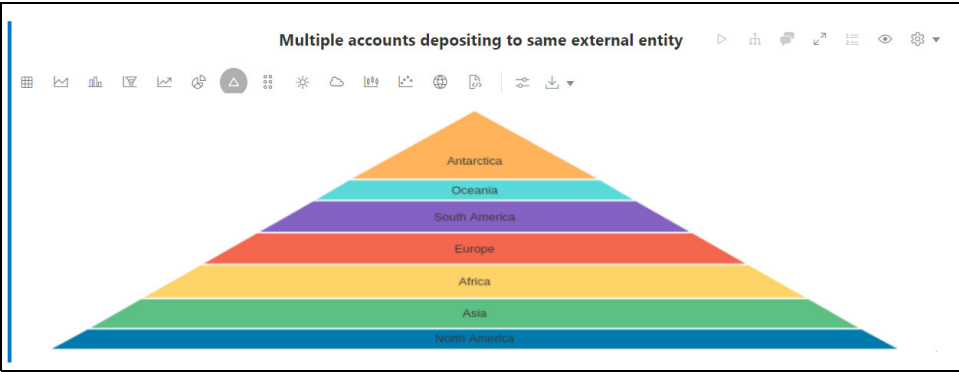 Multiple accounts depositing to same external entity
Antarctica
Oceania
South America
Europe
Africa
Asia
North America